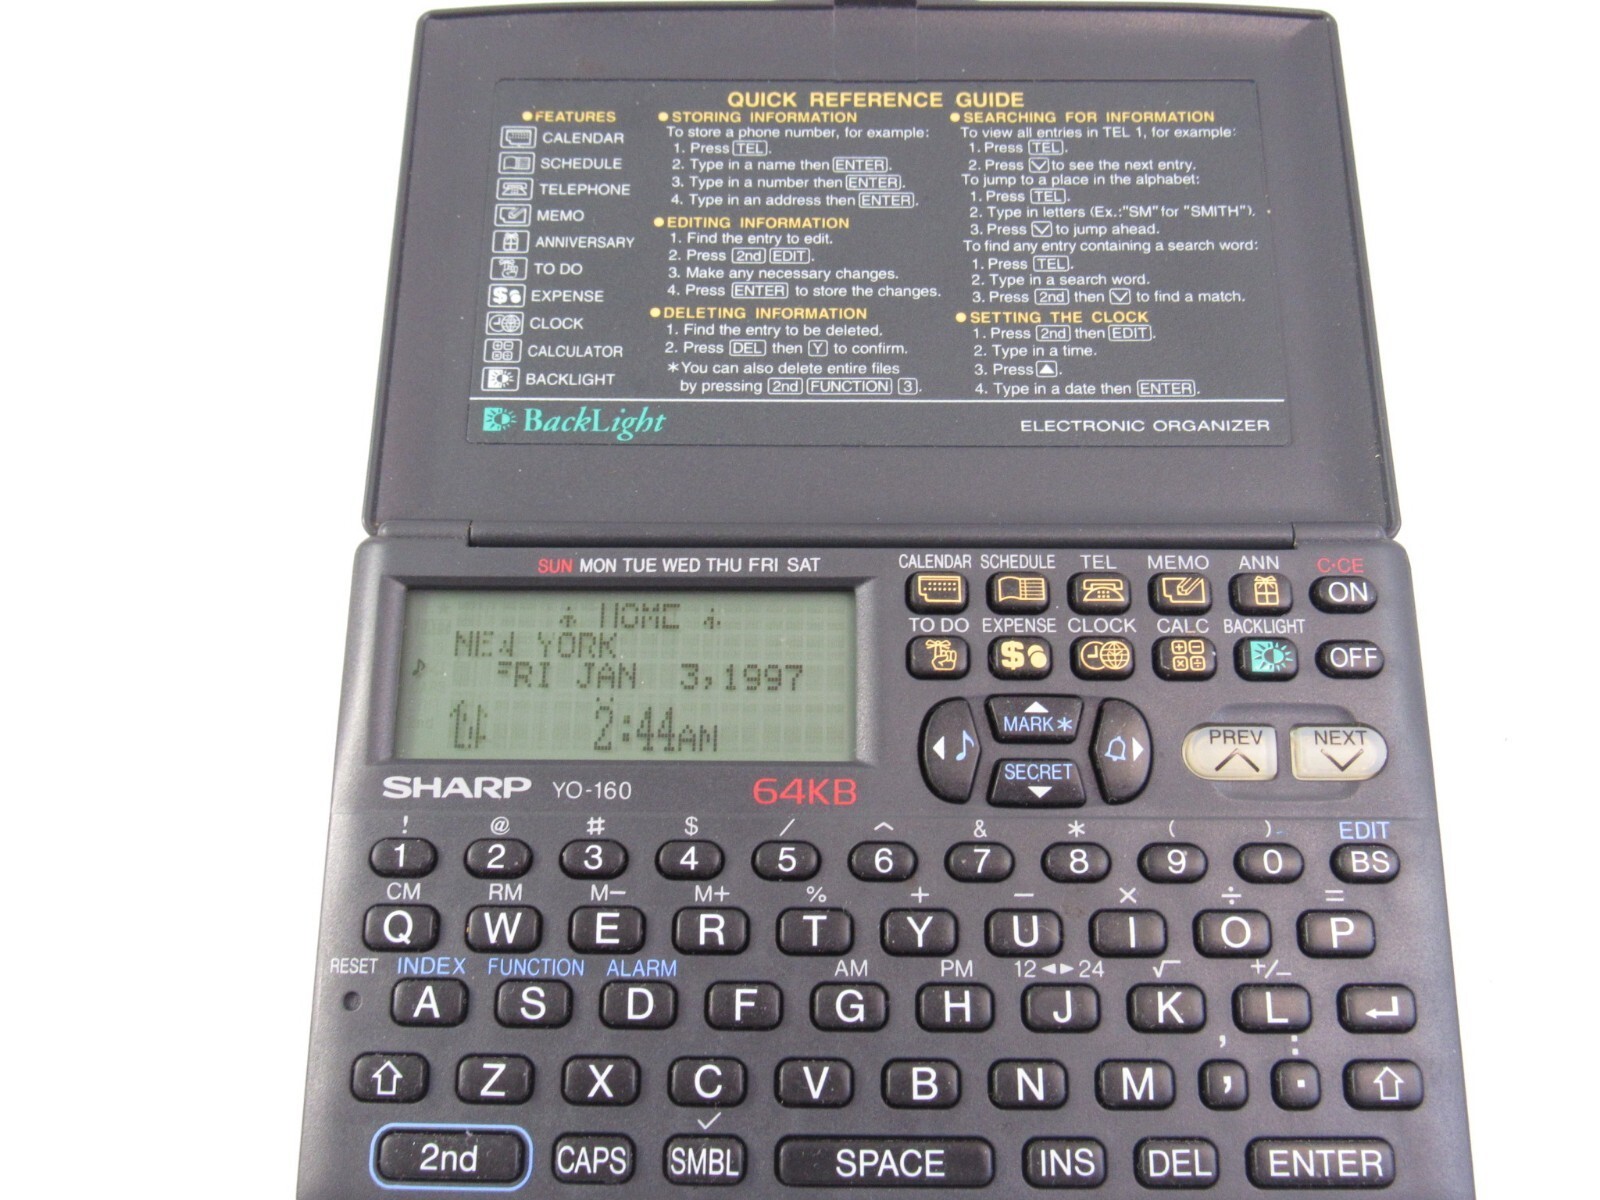 QUICK REFERENCE GUIDE
●FEATURES
CALENDAR
SCHEDULE
TELEPHONE
MEMO
ANNIVERSARY
TO DO
EXPENSE
CLOCK
CALCULATOR
BACKLIGHT
●STORING INFORMATION
To store a phone number, for example:
1. Press TEL.
2. Type in a name then ENTER.
3. Type in a number then ENTER.
4. Type in an address then ENTER.
●EDITING INFORMATION
1. Find the entry to edit.
2. Press 2nd EDIT.
3. Make any necessary changes.
4. Press ENTER to store the changes.
●DELETING INFORMATION
1. Find the entry to be deleted.
2. Press DEL then Y to confirm.
*You can also delete entire files
by pressing 2nd FUNCTION 3.
●SEARCHING FOR INFORMATION
To view all entries in TEL 1, for example:
1. Press TEL.
2. Press ∨ to see the next entry.
To jump to a place in the alphabet:
1. Press TEL.
2. Type in letters (Ex.:"SM" for "SMITH").
3. Press ∨ to jump ahead.
To find any entry containing a search word:
1. Press TEL.
2. Type in a search word.
3. Press 2nd then ∨ to find a match.
●SETTING THE CLOCK
1. Press 2nd then EDIT.
2. Type in a time.
3. Press ▲.
4. Type in a date then ENTER.
BackLight
ELECTRONIC ORGANIZER
SUN MON TUE WED THU FRI SAT
HOME
NEW YORK
FRI JAN 3,1997
2:44AM
SHARP YO-160 64KB
CALENDAR SCHEDULE TEL MEMO ANN C·CE
ON
TO DO EXPENSE CLOCK CALC BACKLIGHT
OFF
MARK*
SECRET
PREV NEXT
! @ # $ / ^ & * ( ) EDIT
1 2 3 4 5 6 7 8 9 0 BS
CM RM M− M+ % + − × ÷ =
Q W E R T Y U I O P
RESET INDEX FUNCTION ALARM AM PM 12◄►24 √ +/−
A S D F G H J K L ↵
, :
⇧ Z X C V B N M , . ⇧
✓
2nd CAPS SMBL SPACE INS DEL ENTER